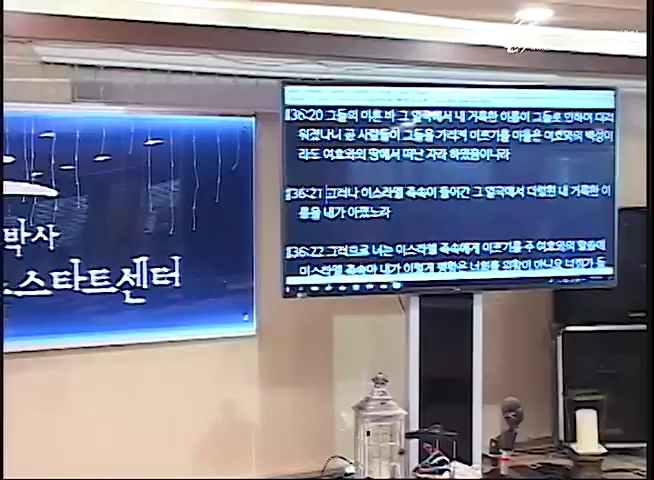 박사
스타트센터
36:20 그들의 이른 바 그 열국에서 내 거룩한 이름이 그들로 인하여 더러
워졌나니 곧 사람들이 그들을 가리켜 이르기를 이들은 여호와의 백성이
라도 여호와의 땅에서 떠난 자라 하였음이니라
36:21 그러나 이스라엘 족속이 들어간 그 열국에서 더럽힌 내 거룩한 이
름을 내가 아꼈노라
36:22 그러므로 너는 이스라엘 족속에게 이르기를 주 여호와의 말씀에
이스라엘 족속아 내가 이렇게 행함은 너희를 위함이 아니요 너희가 들